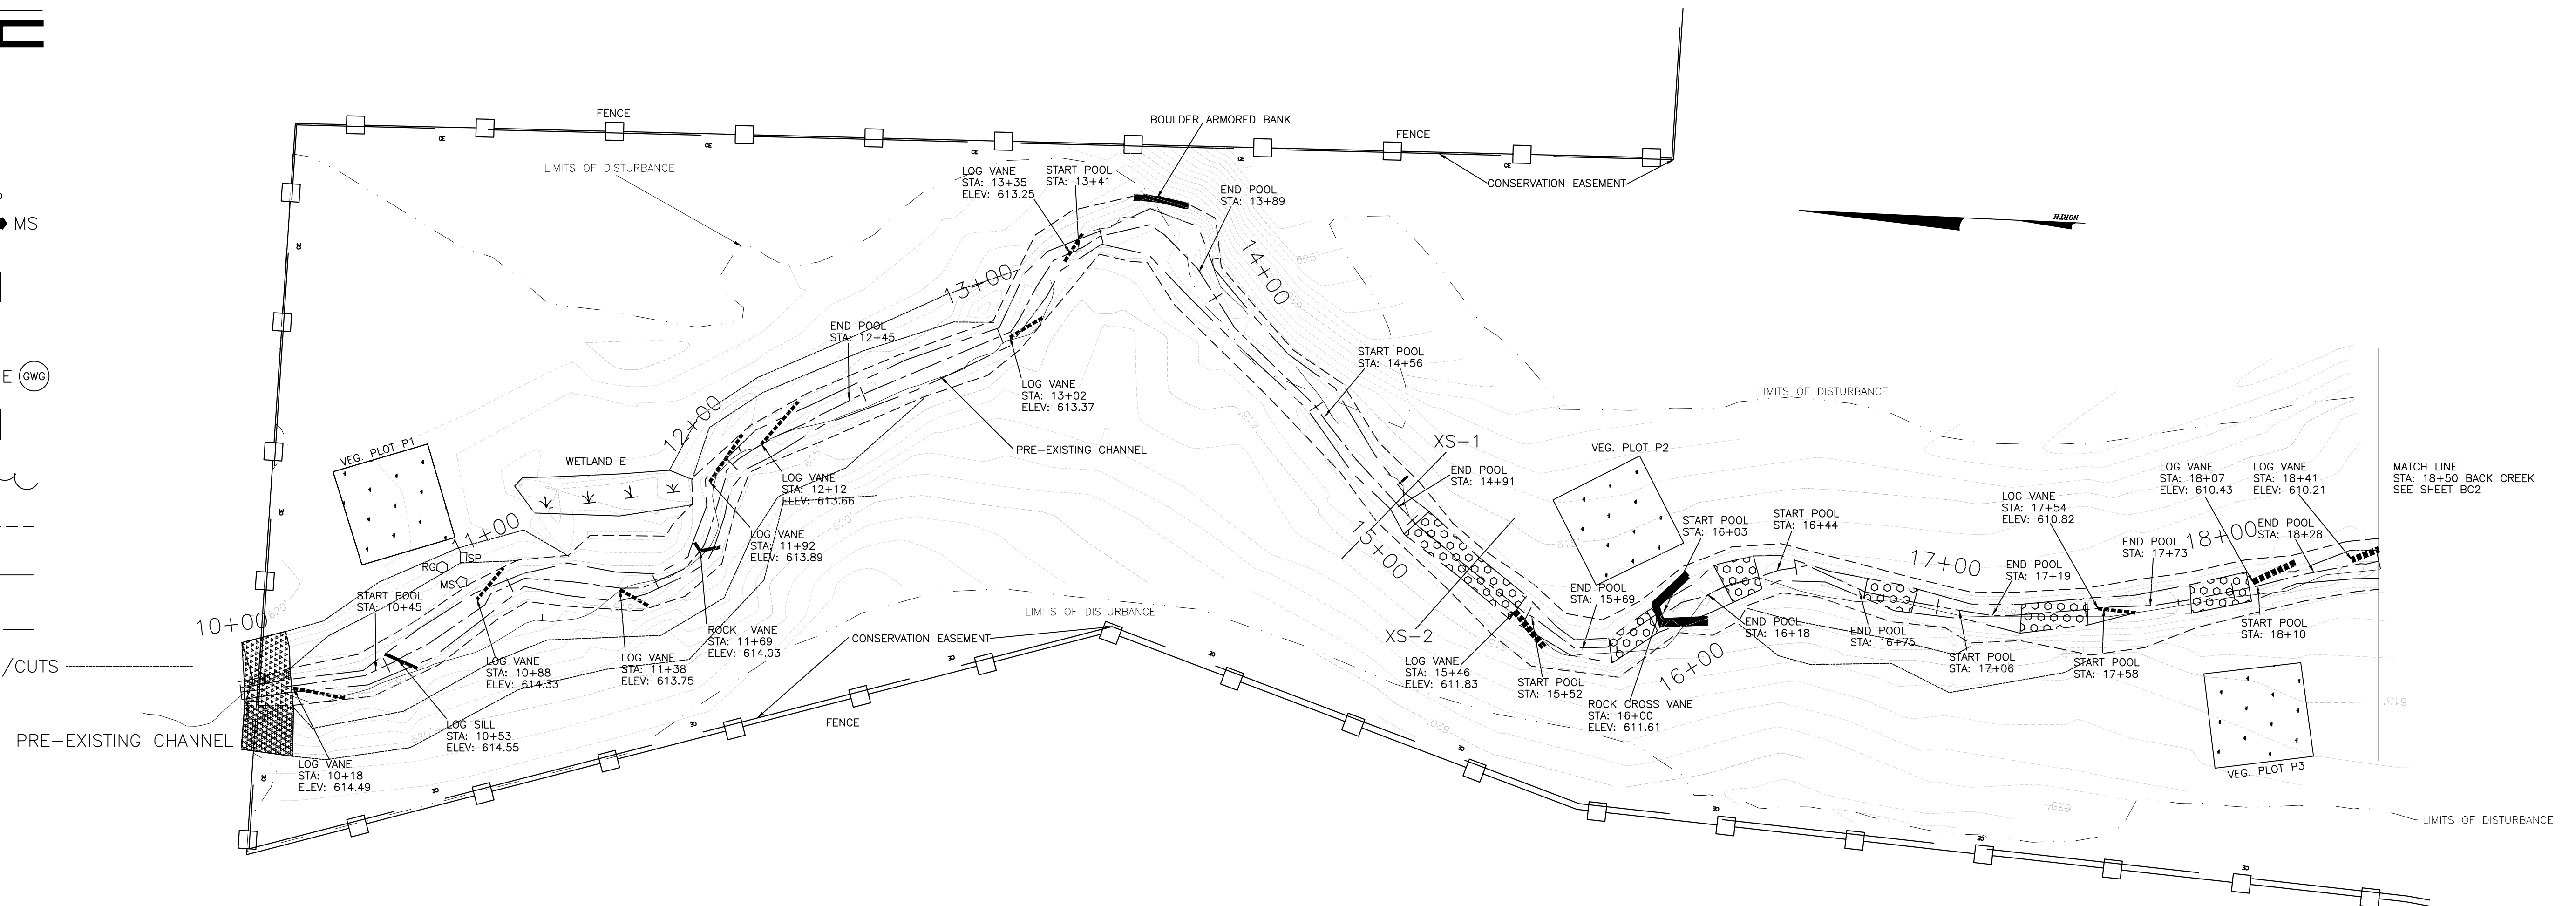 MS
GWG
/CUTS
PRE-EXISTING CHANNEL
FENCE
LIMITS OF DISTURBANCE
BOULDER ARMORED BANK
FENCE
CONSERVATION EASEMENT
NORTH
LOG VANE
STA: 13+35
ELEV: 613.25
START POOL
STA: 13+41
END POOL
STA: 13+89
13+00
14+00
625'
END POOL
STA: 12+45
LOG VANE
STA: 13+02
ELEV: 613.37
PRE-EXISTING CHANNEL
START POOL
STA: 14+56
615'
LIMITS OF DISTURBANCE
12+00
VEG. PLOT P1
WETLAND E
LOG VANE
STA: 12+12
ELEV: 613.66
615
620'
XS-1
END POOL
STA: 14+91
VEG. PLOT P2
11+00
SP
RG
MS
LOG VANE
STA: 11+92
ELEV: 613.89
15+00
START POOL
STA: 16+03
START POOL
STA: 16+44
LOG VANE
STA: 17+54
ELEV: 610.82
LOG VANE
STA: 18+07
ELEV: 610.43
LOG VANE
STA: 18+41
ELEV: 610.21
MATCH LINE
STA: 18+50 BACK CREEK
SEE SHEET BC2
18+00
END POOL
STA: 18+28
END POOL
STA: 17+73
17+00
END POOL
STA: 17+19
START POOL
STA: 10+45
620'
10+00
LIMITS OF DISTURBANCE
XS-2
END POOL
STA: 15+69
END POOL
STA: 16+18
END POOL
STA: 16+75
START POOL
STA: 18+10
ROCK VANE
STA: 11+69
ELEV: 614.03
CONSERVATION EASEMENT
LOG VANE
STA: 10+88
ELEV: 614.33
LOG VANE
STA: 11+38
ELEV: 613.75
LOG VANE
STA: 15+46
ELEV: 611.83
START POOL
STA: 15+52
16+00
START POOL
STA: 17+06
START POOL
STA: 17+58
ROCK CROSS VANE
STA: 16+00
ELEV: 611.61
615'
LOG SILL
STA: 10+53
ELEV: 614.55
620'
FENCE
620'
VEG. PLOT P3
LOG VANE
STA: 10+18
ELEV: 614.49
620'
LIMITS OF DISTURBANCE